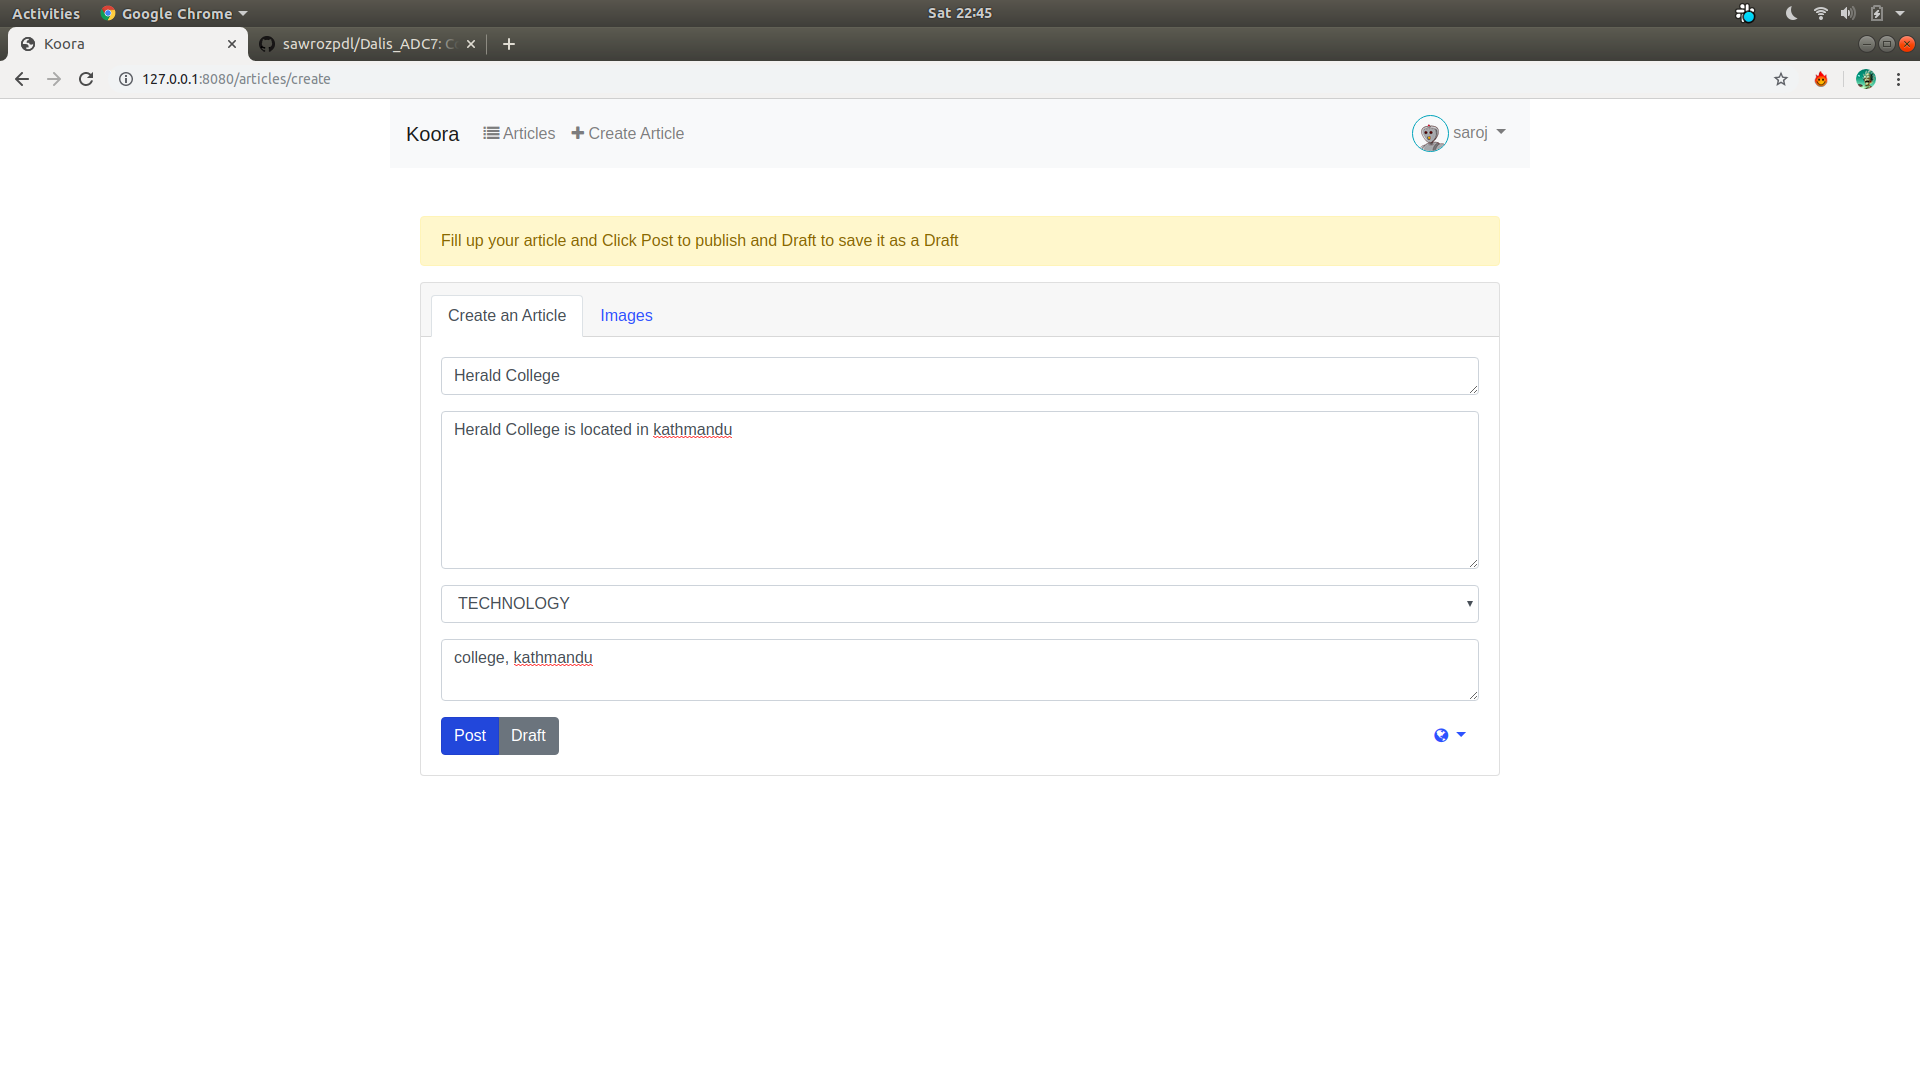 Activities Google Chrome Sat 22:45
Koora sawrozpdl/Dalis_ADC7: C
127.0.0.1:8080/articles/create
Koora Articles Create Article saroj
Fill up your article and Click Post to publish and Draft to save it as a Draft
Create an Article Images
Herald College
Herald College is located in kathmandu
TECHNOLOGY
college, kathmandu
Post Draft